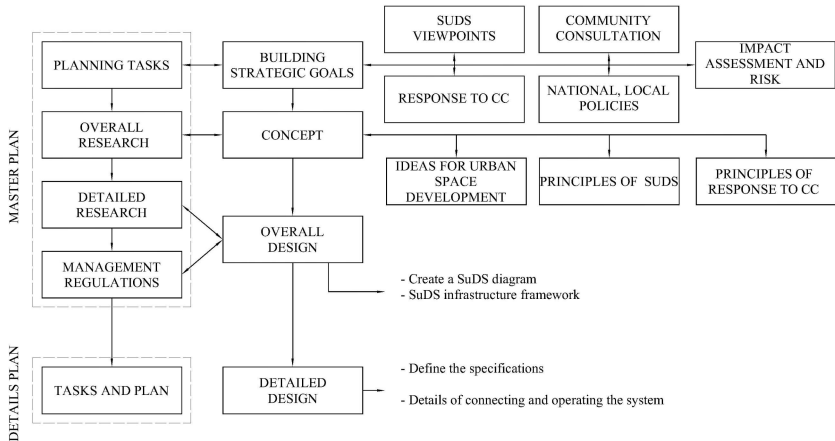 MASTER PLAN
PLANNING TASKS
OVERALL
RESEARCH
DETAILED
RESEARCH
MANAGEMENT
REGULATIONS
DETAILS PLAN
TASKS AND PLAN
BUILDING
STRATEGIC GOALS
CONCEPT
OVERALL
DESIGN
DETAILED
DESIGN
SUDS
VIEWPOINTS
COMMUNITY
CONSULTATION
IMPACT
ASSESSMENT AND
RISK
RESPONSE TO CC
NATIONAL, LOCAL
POLICIES
IDEAS FOR URBAN
SPACE
DEVELOPMENT
PRINCIPLES OF SUDS
PRINCIPLES OF
RESPONSE TO CC
- Create a SuDS diagram
- SuDS infrastructure framework
- Define the specifications
- Details of connecting and operating the system